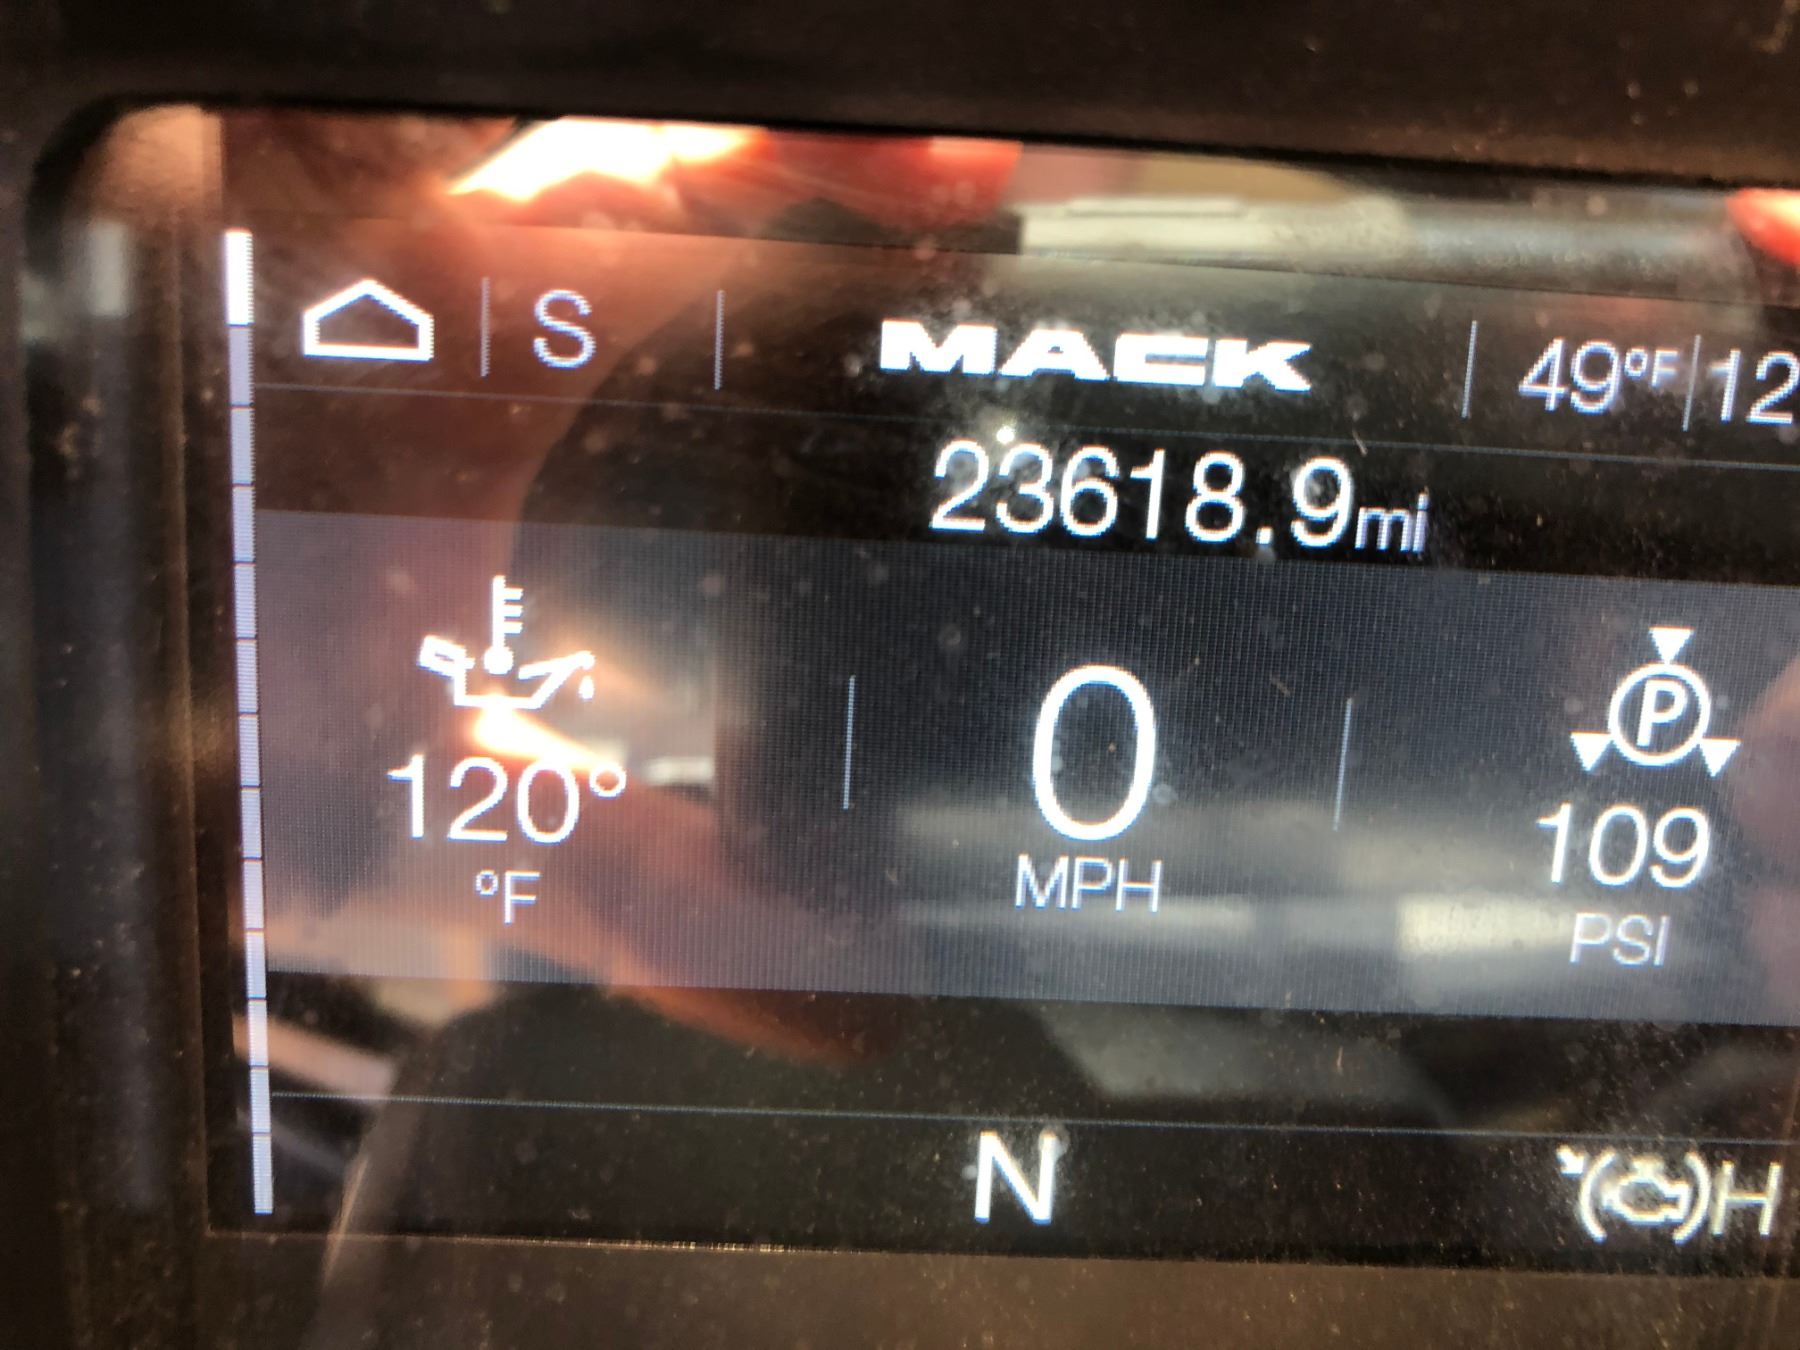 S MACK 49°F 12
23618.9mi
120° 0 P
°F MPH 109
PSI
N H